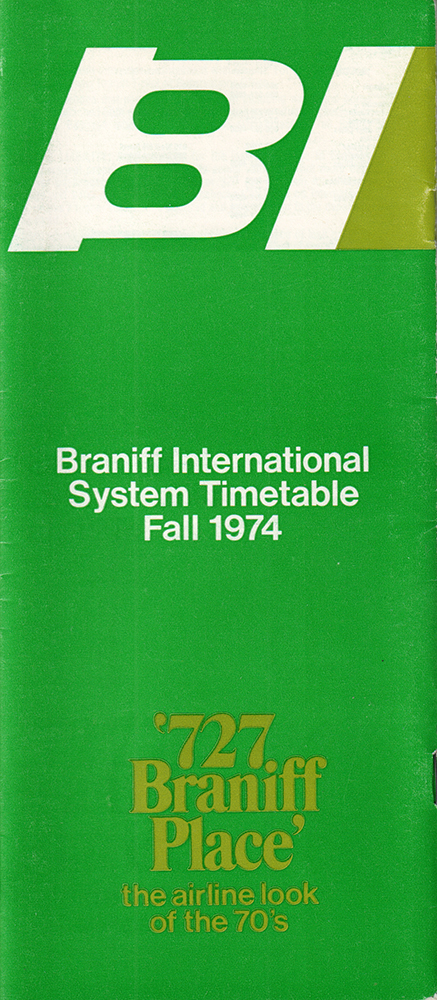 BI
Braniff International
System Timetable
Fall 1974
'727
Braniff
Place'
the airline look
of the 70's